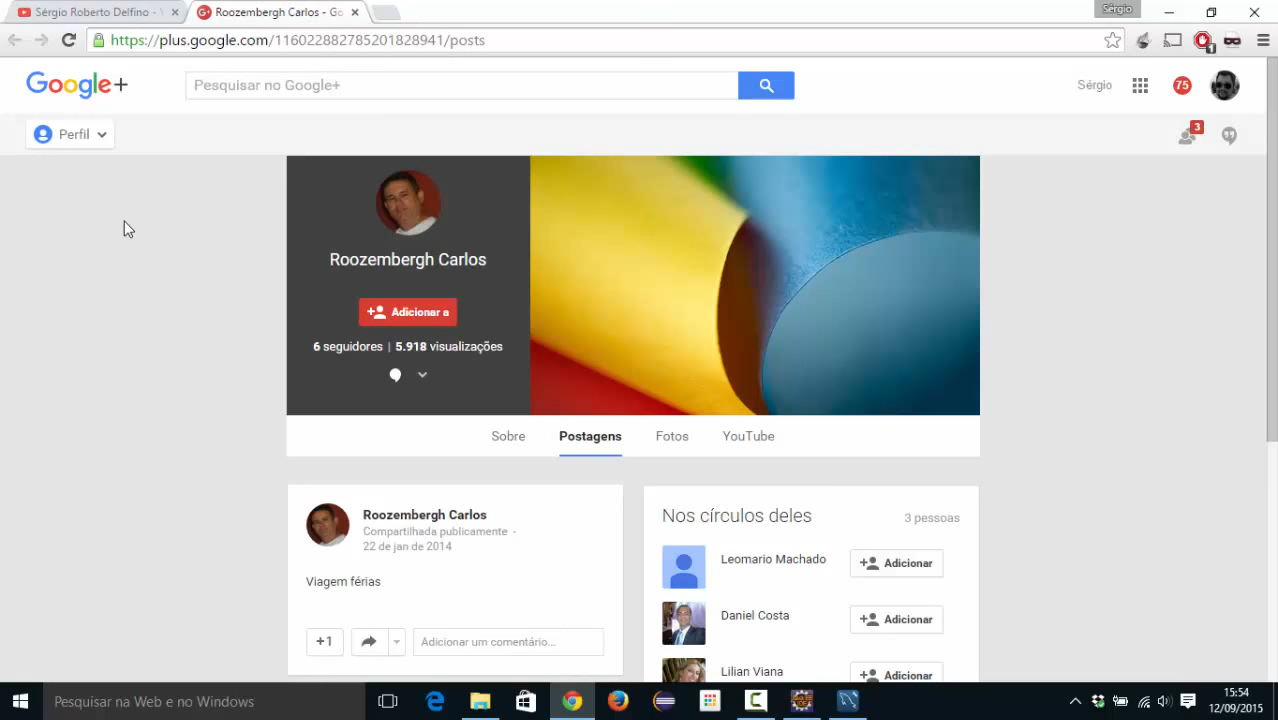 Sérgio Roberto Delfino -
Roozembergh Carlos - Go
Sérgio
https://plus.google.com/116022882785201828941/posts
1
Google+
Pesquisar no Google+
Sérgio
75
Perfil
3
Roozembergh Carlos
Adicionar a
6 seguidores | 5.918 visualizações
Sobre
Postagens
Fotos
YouTube
Roozembergh Carlos
Compartilhada publicamente -
22 de jan de 2014
Viagem férias
+1
Adicionar um comentário...
Nos círculos deles
3 pessoas
Leomario Machado
Adicionar
Daniel Costa
Adicionar
Lilian Viana
Adicionar
Pesquisar na Web e no Windows
15:54
12/09/2015